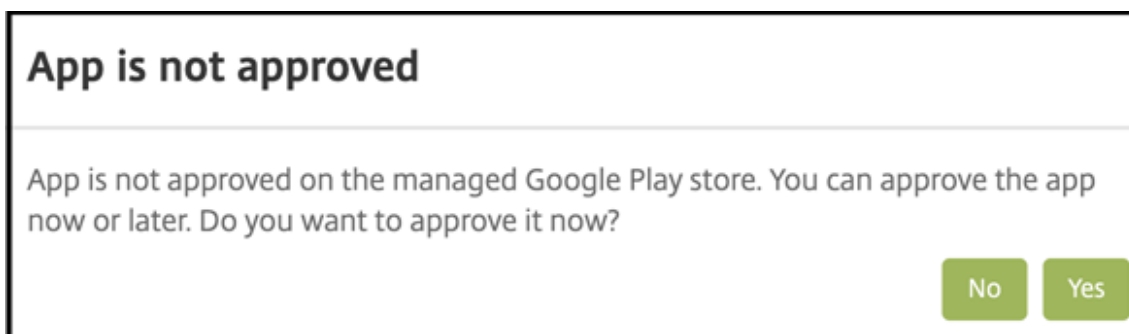 App is not approved
App is not approved on the managed Google Play store. You can approve the app
now or later. Do you want to approve it now?
No Yes